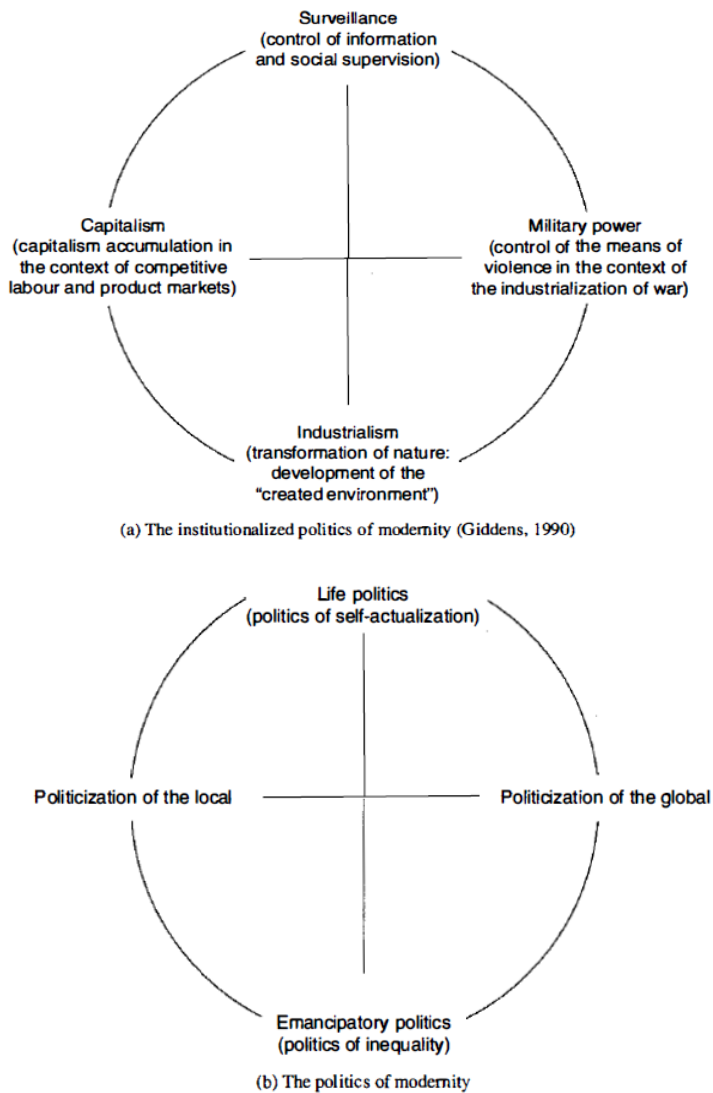 Surveillance
(control of information
and social supervision)
Capitalism
(capitalism accumulation in
the context of competitive
labour and product markets)
Military power
(control of the means of
violence in the context of
the industrialization of war)
Industrialism
(transformation of nature:
development of the
“created environment”)
(a) The institutionalized politics of modernity (Giddens, 1990)
Life politics
(politics of self-actualization)
Politicization of the local
Politicization of the global
Emancipatory politics
(politics of inequality)
(b) The politics of modernity